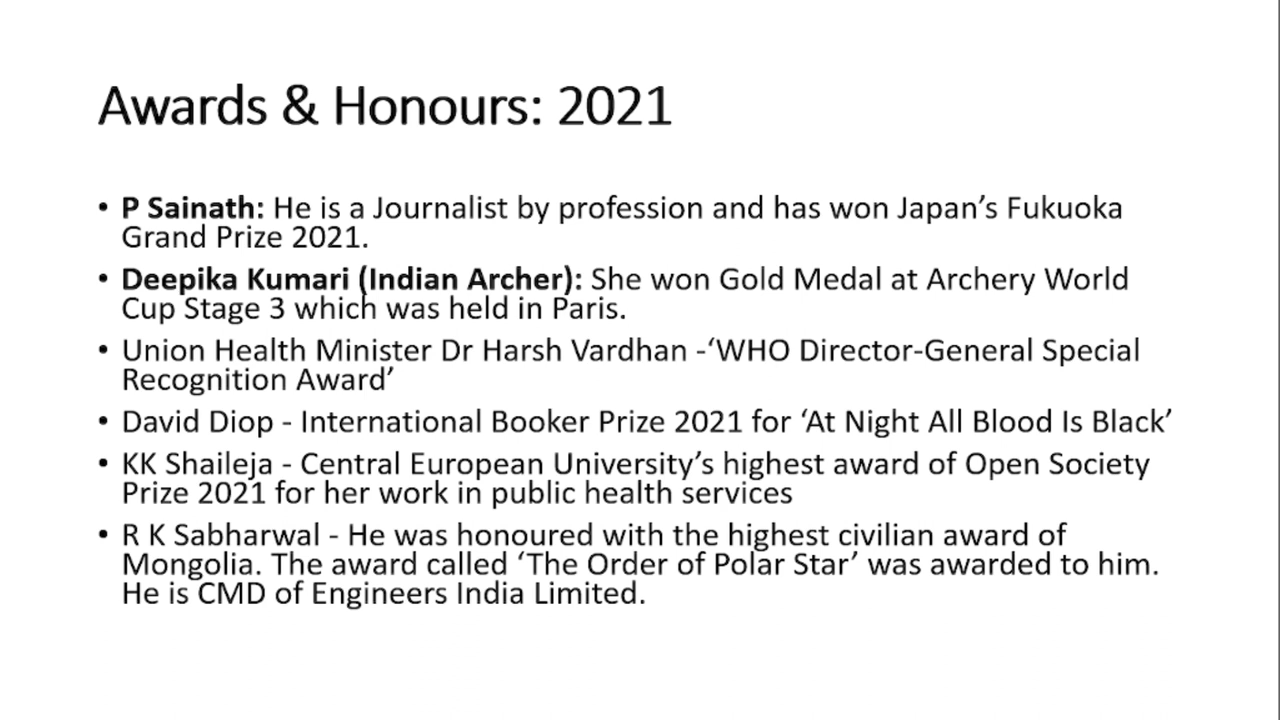 Awards & Honours: 2021
• P Sainath: He is a Journalist by profession and has won Japan’s Fukuoka
Grand Prize 2021.
• Deepika Kumari (Indian Archer): She won Gold Medal at Archery World
Cup Stage 3 which was held in Paris.
• Union Health Minister Dr Harsh Vardhan -‘WHO Director-General Special
Recognition Award’
• David Diop - International Booker Prize 2021 for ‘At Night All Blood Is Black’
• KK Shaileja - Central European University’s highest award of Open Society
Prize 2021 for her work in public health services
• R K Sabharwal - He was honoured with the highest civilian award of
Mongolia. The award called ‘The Order of Polar Star’ was awarded to him.
He is CMD of Engineers India Limited.